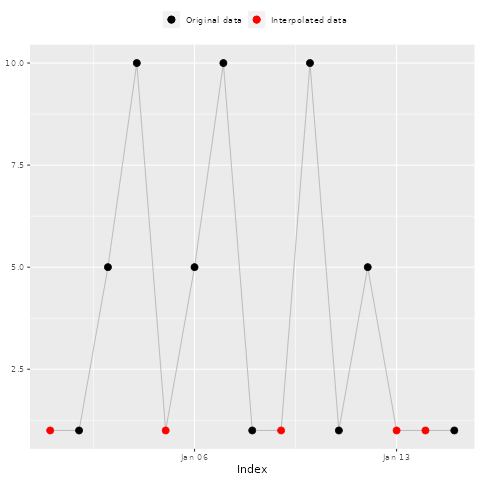 Original data Interpolated data
10.0
7.5
5.0
2.5
Jan 06 Jan 13
Index